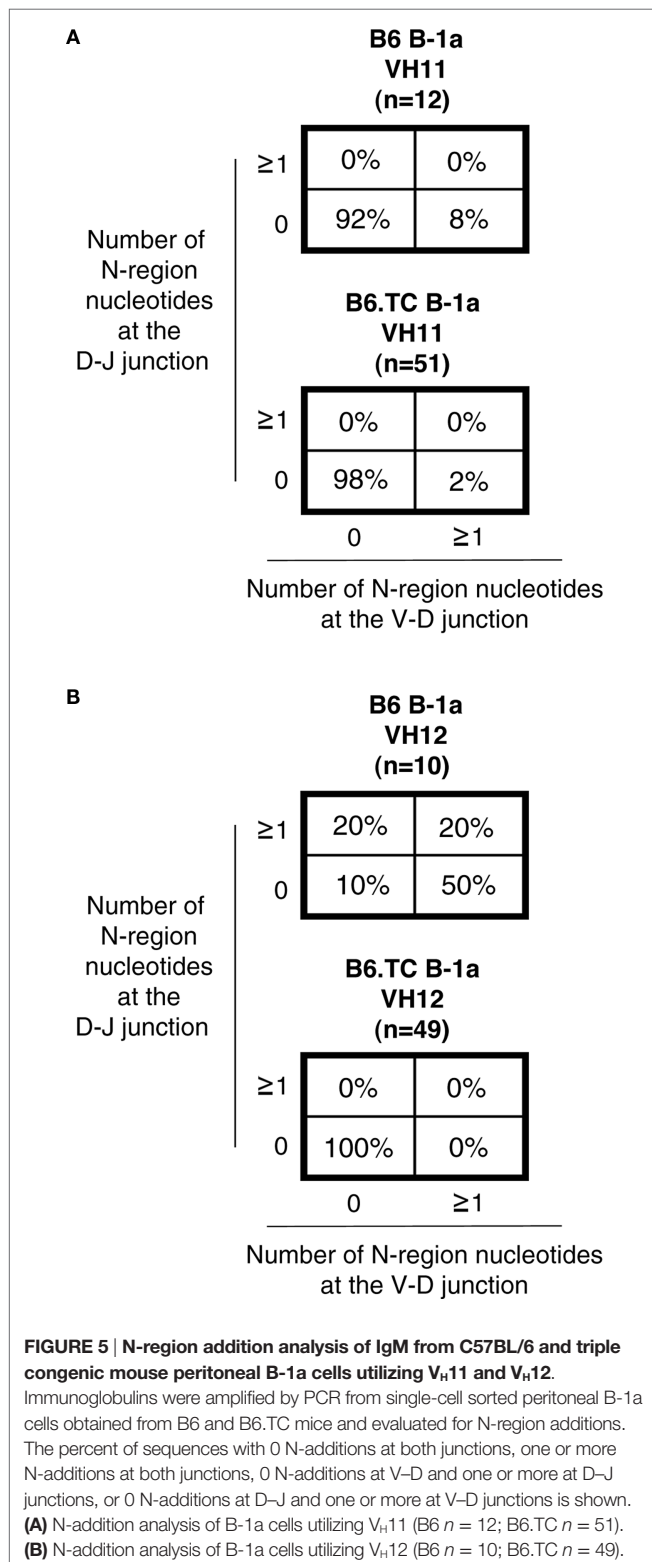 A
B6 B-1a
VH11
(n=12)
≥1
0% 0%
0
92% 8%
Number of
N-region
nucleotides
at the
D-J junction
B6.TC B-1a
VH11
(n=51)
≥1
0% 0%
0
98% 2%
0 ≥1
Number of N-region nucleotides
at the V-D junction
B
B6 B-1a
VH12
(n=10)
≥1
20% 20%
0
10% 50%
Number of
N-region
nucleotides
at the
D-J junction
B6.TC B-1a
VH12
(n=49)
≥1
0% 0%
0
100% 0%
0 ≥1
Number of N-region nucleotides
at the V-D junction
FIGURE 5 | N-region addition analysis of IgM from C57BL/6 and triple
congenic mouse peritoneal B-1a cells utilizing VH11 and VH12.
Immunoglobulins were amplified by PCR from single-cell sorted peritoneal B-1a
cells obtained from B6 and B6.TC mice and evaluated for N-region additions.
The percent of sequences with 0 N-additions at both junctions, one or more
N-additions at both junctions, 0 N-additions at V–D and one or more at D–J
junctions, or 0 N-additions at D–J and one or more at V–D junctions is shown.
(A) N-addition analysis of B-1a cells utilizing VH11 (B6 n = 12; B6.TC n = 51).
(B) N-addition analysis of B-1a cells utilizing VH12 (B6 n = 10; B6.TC n = 49).